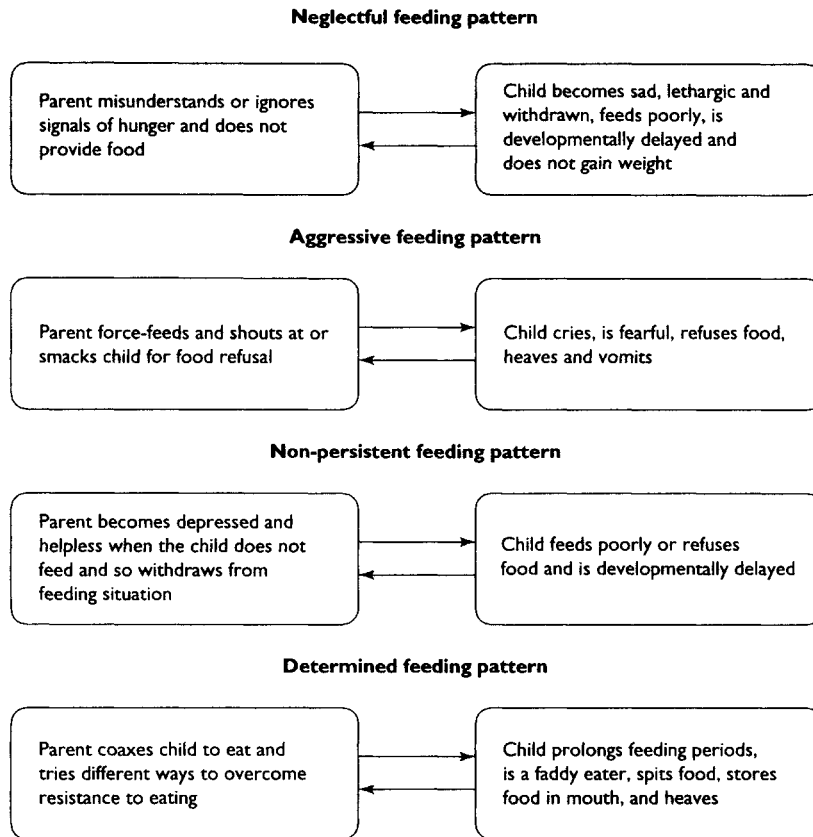 Neglectful feeding pattern
Parent misunderstands or ignores
signals of hunger and does not
provide food
Child becomes sad, lethargic and
withdrawn, feeds poorly, is
developmentally delayed and
does not gain weight
Aggressive feeding pattern
Parent force-feeds and shouts at or
smacks child for food refusal
Child cries, is fearful, refuses food,
heaves and vomits
Non-persistent feeding pattern
Parent becomes depressed and
helpless when the child does not
feed and so withdraws from
feeding situation
Child feeds poorly or refuses
food and is developmentally delayed
Determined feeding pattern
Parent coaxes child to eat and
tries different ways to overcome
resistance to eating
Child prolongs feeding periods,
is a faddy eater, spits food, stores
food in mouth, and heaves